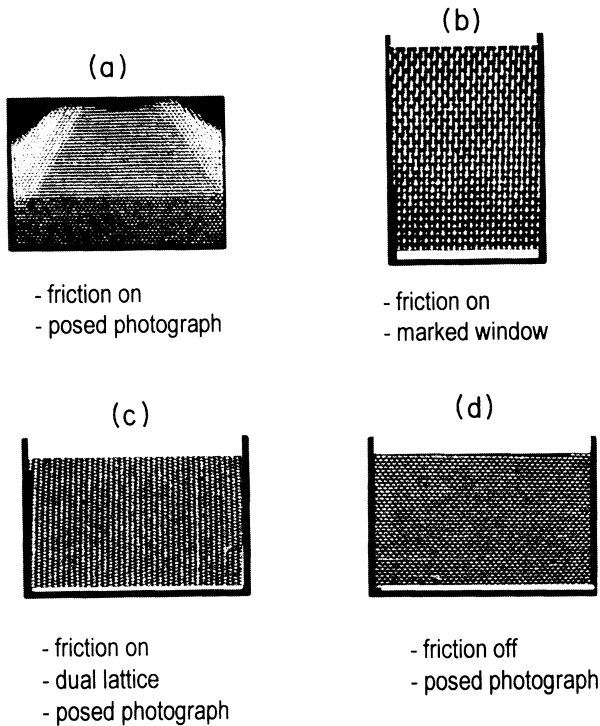 (a)
- friction on
- posed photograph
(b)
- friction on
- marked window
(c)
- friction on
- dual lattice
- posed photograph
(d)
- friction off
- posed photograph